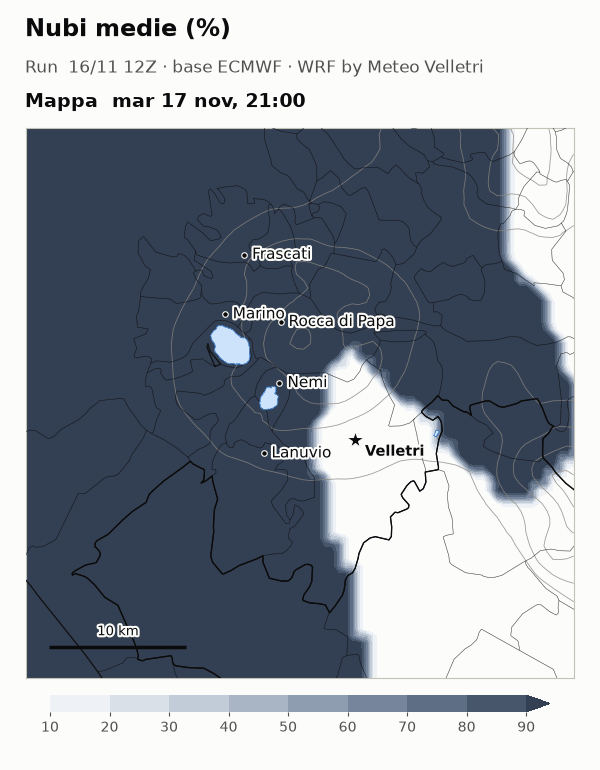 Nubi medie (%)
Run  16/11 12Z · base ECMWF · WRF by Meteo Velletri
Mappa  mar 17 nov, 21:00
Frascati
Marino
Rocca di Papa
Nemi
Velletri
Lanuvio
10 km
10 20 30 40 50 60 70 80 90